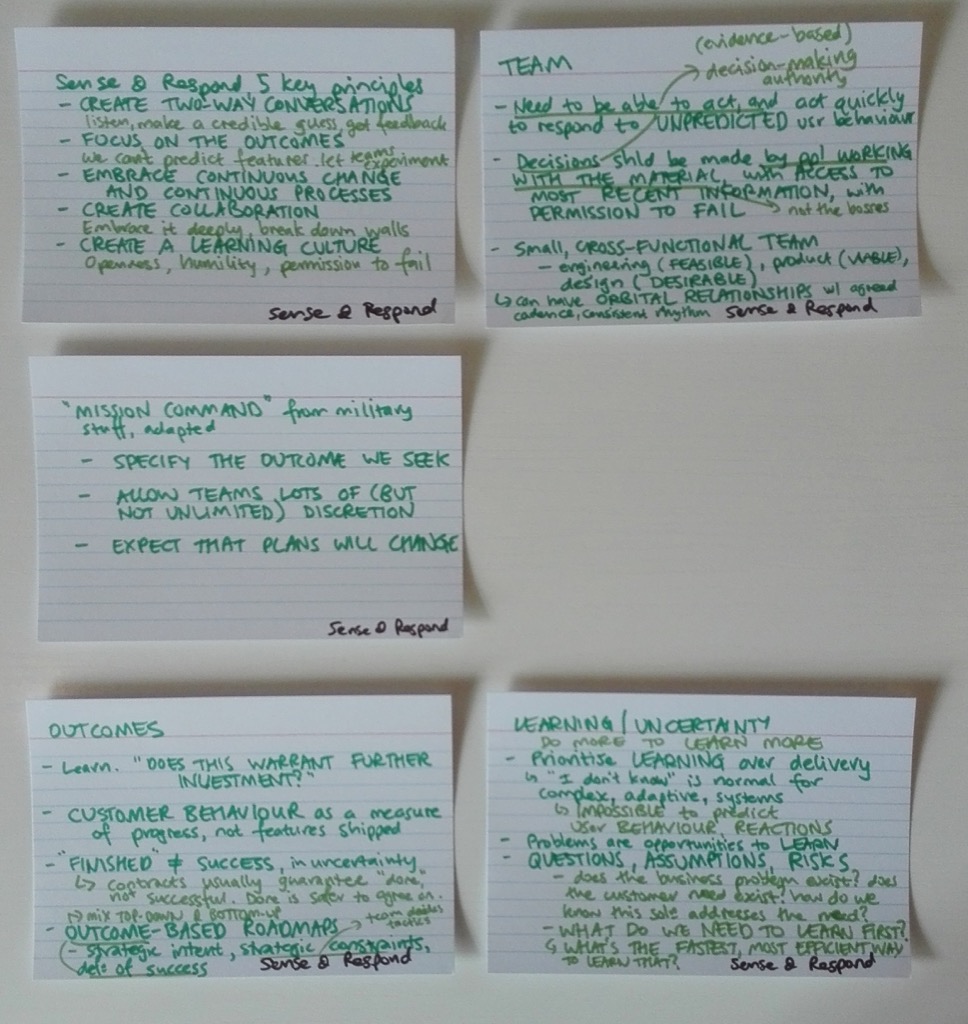 Sense & Respond, 5 key principles
- CREATE TWO-WAY CONVERSATIONS
listen, make a credible guess, get feedback
- FOCUS ON THE OUTCOMES
we can't predict features. let teams experiment
- EMBRACE CONTINUOUS CHANGE
AND CONTINUOUS PROCESSES
- CREATE COLLABORATION
Embrace it deeply, break down walls
- CREATE A LEARNING CULTURE
Openness, humility, permission to fail
Sense & Respond
(evidence-based)
TEAM
decision-making
authority
- Need to be able to act, and act quickly
to respond to UNPREDICTED usr behaviour
- Decisions shld be made by ppl WORKING
WITH THE MATERIAL, with ACCESS TO
MOST RECENT INFORMATION, with
PERMISSION TO FAIL
not the bosses
- Small, CROSS-FUNCTIONAL TEAM
- engineering (FEASIBLE), product (VIABLE),
design (DESIRABLE)
↳ can have ORBITAL RELATIONSHIPS w/ agreed
cadence, consistent rhythm
Sense & Respond
"MISSION COMMAND" from military
stuff, adapted
- SPECIFY THE OUTCOME WE SEEK
- ALLOW TEAMS LOTS OF (BUT
NOT UNLIMITED) DISCRETION
- EXPECT THAT PLANS WILL CHANGE
Sense & Respond
OUTCOMES
- Learn. "DOES THIS WARRANT FURTHER
INVESTMENT?"
- CUSTOMER BEHAVIOUR as a measure
of progress, not features shipped
- "FINISHED" ≠ SUCCESS, in uncertainty
↳ contracts usually guarantee "done,"
not successful. Done is safer to agree on.
↳ mix TOP-DOWN & BOTTOM-UP
- OUTCOME-BASED ROADMAPS
→ team decides
tactics
- strategic intent, strategic constraints,
def= of success
Sense & Respond
LEARNING / UNCERTAINTY
DO MORE TO LEARN MORE
- Prioritise LEARNING over delivery
↳ "I don't know" is normal for
complex, adaptive, systems
↳ IMPOSSIBLE to predict
User BEHAVIOUR REACTIONS
- Problems are opportunities to LEARN
- QUESTIONS, ASSUMPTIONS, RISKS
- does the business problem exist? does
the customer need exist? how do we
know this solº addresses the need?
- WHAT DO WE NEED TO LEARN FIRST?
↳ WHAT'S THE FASTEST, MOST EFFICIENT WAY
TO LEARN THAT?
Sense & Respond